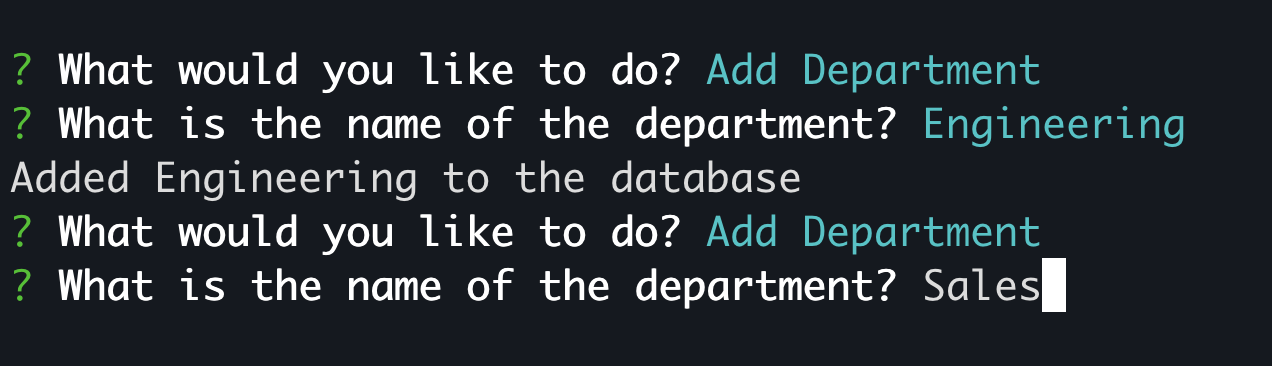 ? What would you like to do? Add Department
? What is the name of the department? Engineering
Added Engineering to the database
? What would you like to do? Add Department
? What is the name of the department? Sales